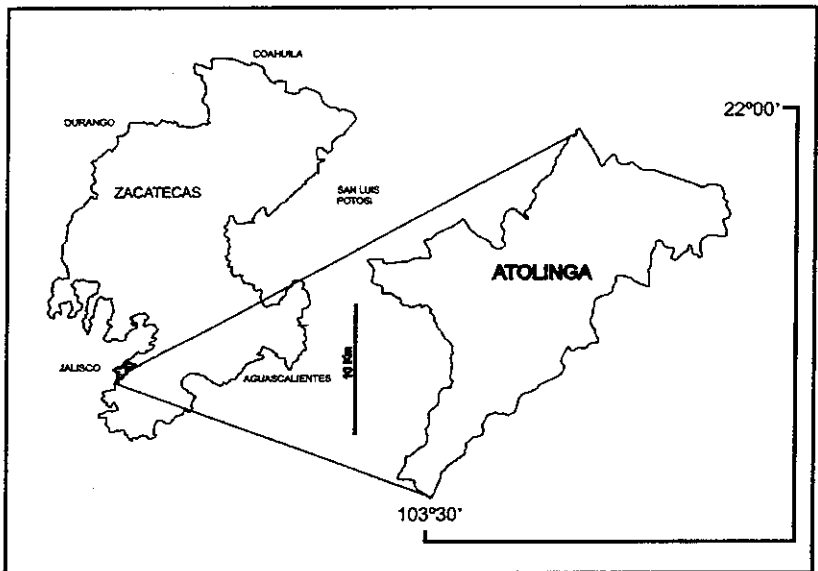 COAHUILA
DURANGO
22°00'
ZACATECAS
SAN LUIS
POTOSI
ATOLINGA
10 Km
JALISCO
AGUASCALIENTES
103°30'